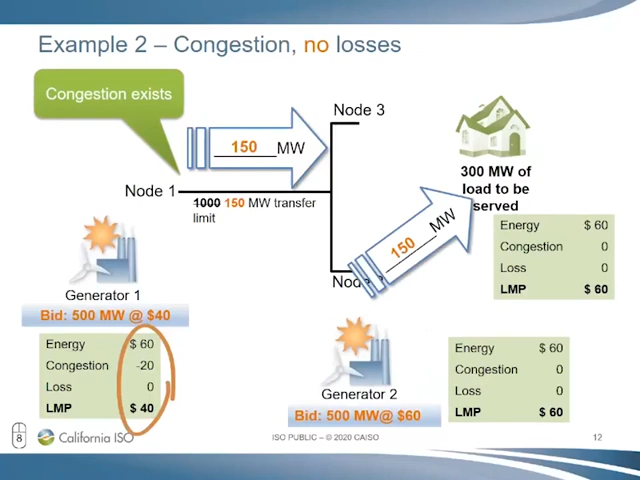 Example 2 – Congestion, no losses
Congestion exists
Node 3
150 MW
Node 1
1000 150 MW transfer
limit
300 MW of
load to be
served
150 MW
Energy $ 60
Congestion 0
Loss 0
LMP $ 60
Generator 1
Bid: 500 MW @ $40
Energy $ 60
Congestion -20
Loss 0
LMP $ 40
Generator 2
Bid: 500 MW@ $60
Energy $ 60
Congestion 0
Loss 0
LMP $ 60
8
California ISO
ISO PUBLIC – © 2020 CAISO
12